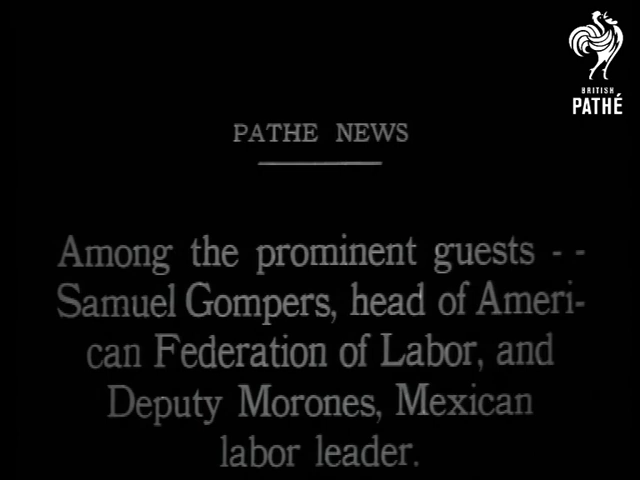 BRITISH
PATHÉ
PATHE NEWS
Among the prominent guests - -
Samuel Gompers, head of Ameri-
can Federation of Labor, and
Deputy Morones, Mexican
labor leader.